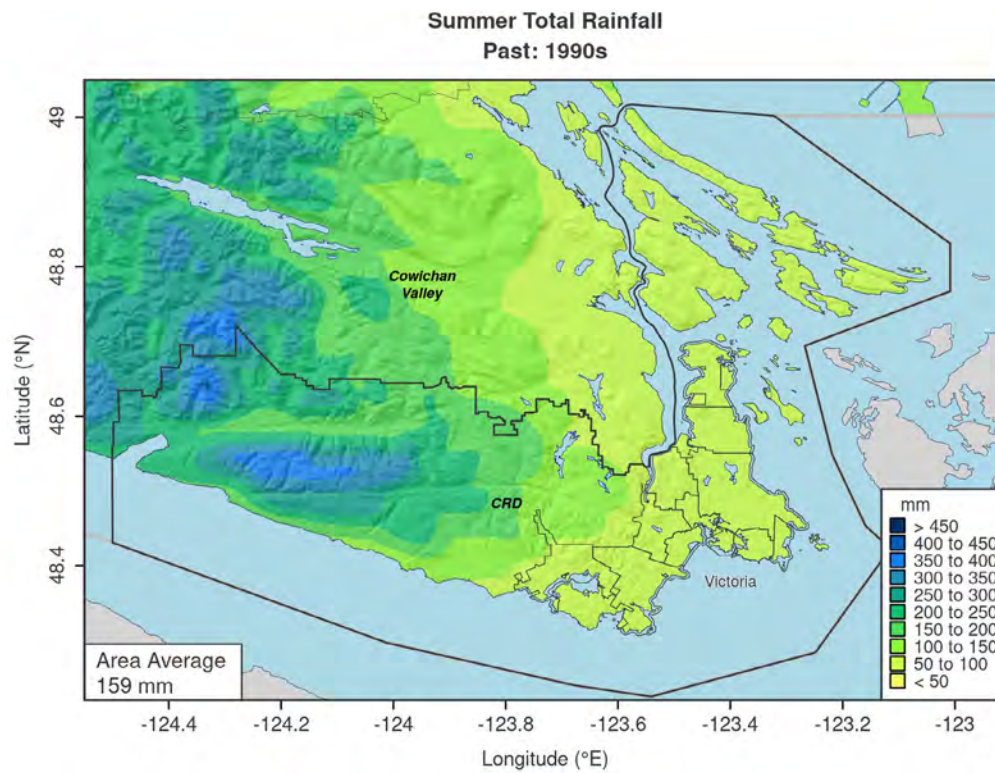 Summer Total Rainfall
Past: 1990s
Latitude (°N)
49
48.8
48.6
48.4
Cowichan
Valley
CRD
Victoria
mm
> 450
400 to 450
350 to 400
300 to 350
250 to 300
200 to 250
150 to 200
100 to 150
50 to 100
< 50
Area Average
159 mm
-124.4
-124.2
-124
-123.8
-123.6
-123.4
-123.2
-123
Longitude (°E)